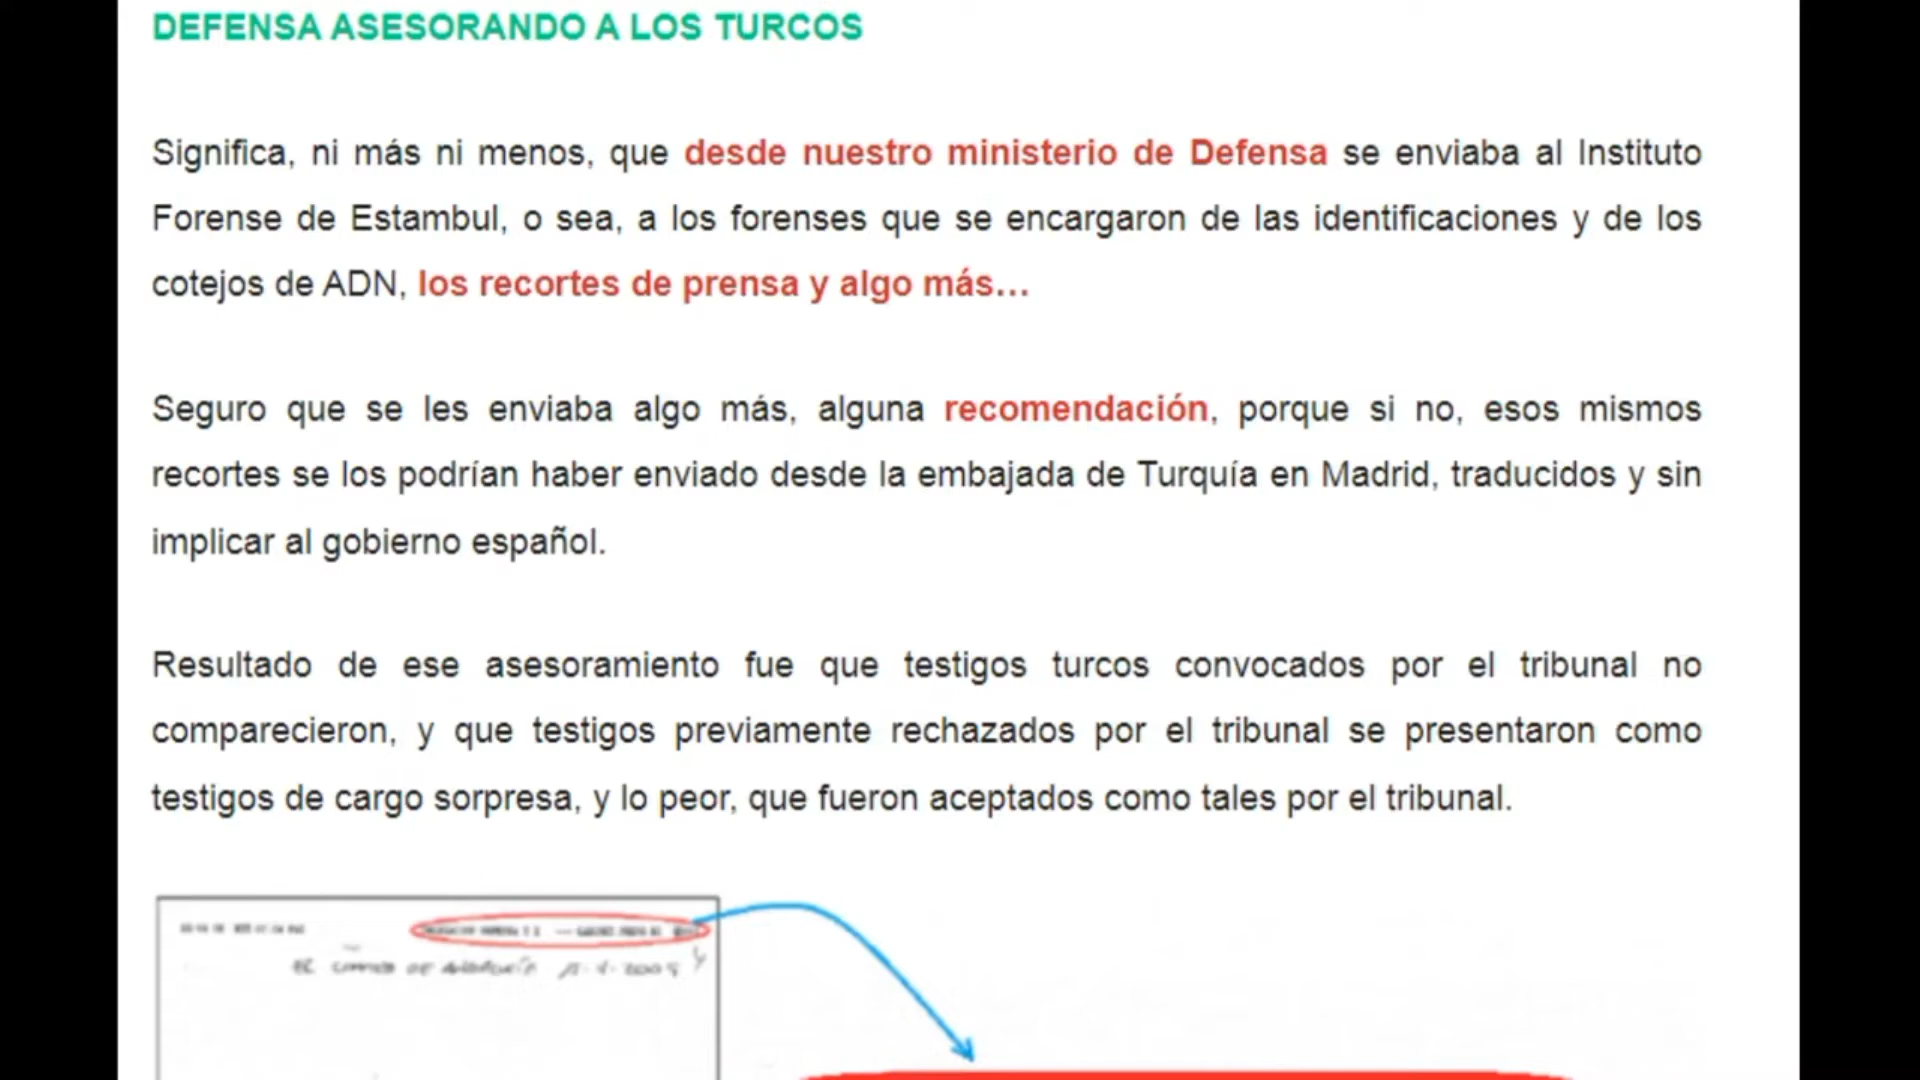 DEFENSA ASESORANDO A LOS TURCOS
Significa, ni más ni menos, que desde nuestro ministerio de Defensa se enviaba al Instituto
Forense de Estambul, o sea, a los forenses que se encargaron de las identificaciones y de los
cotejos de ADN, los recortes de prensa y algo más...
Seguro que se les enviaba algo más, alguna recomendación, porque si no, esos mismos
recortes se los podrían haber enviado desde la embajada de Turquía en Madrid, traducidos y sin
implicar al gobierno español.
Resultado de ese asesoramiento fue que testigos turcos convocados por el tribunal no
comparecieron, y que testigos previamente rechazados por el tribunal se presentaron como
testigos de cargo sorpresa, y lo peor, que fueron aceptados como tales por el tribunal.